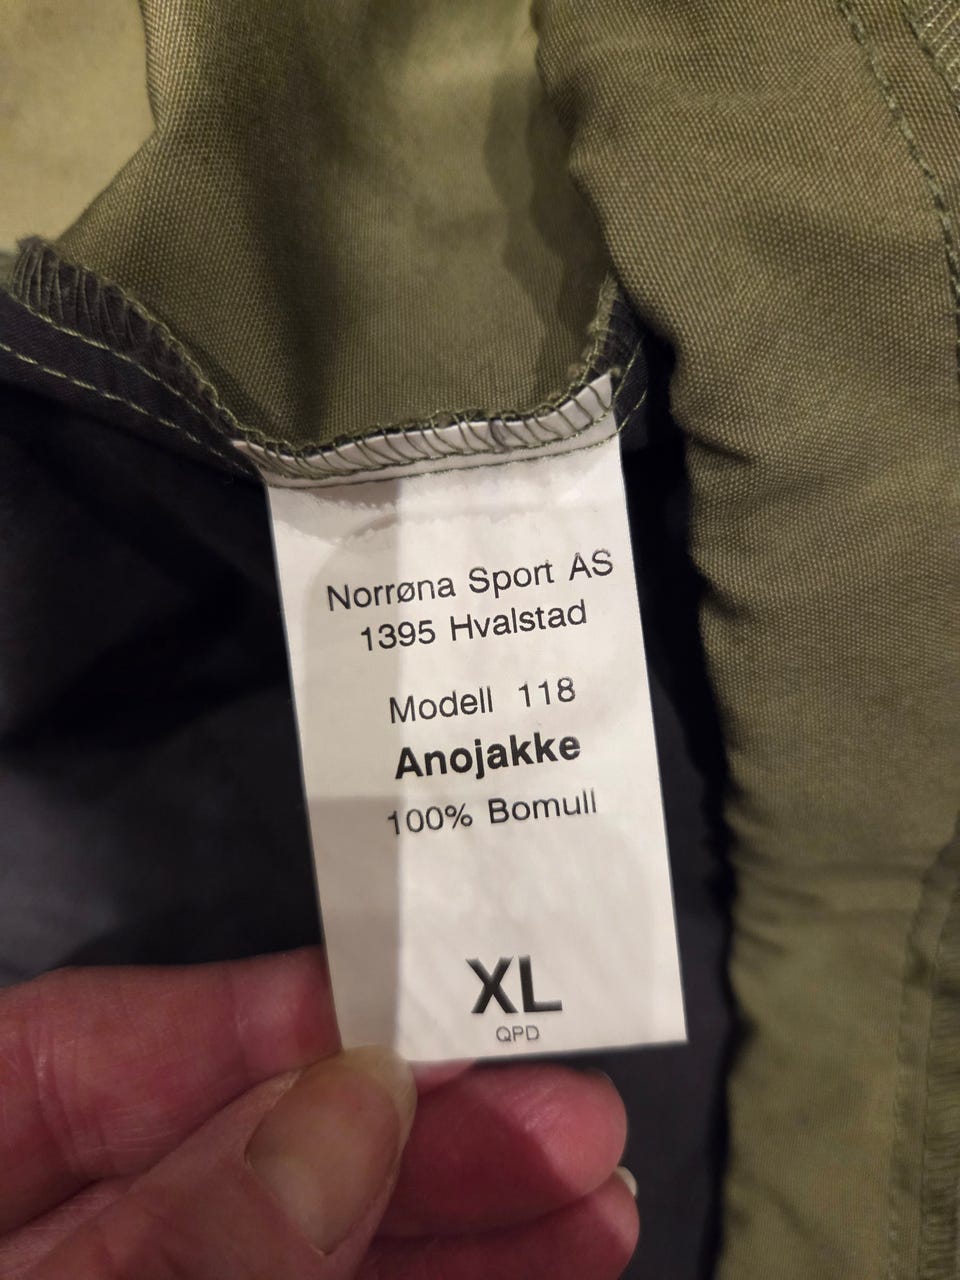 Norrøna Sport AS
1395 Hvalstad
Modell 118
Anojakke
100% Bomull
XL
QPD